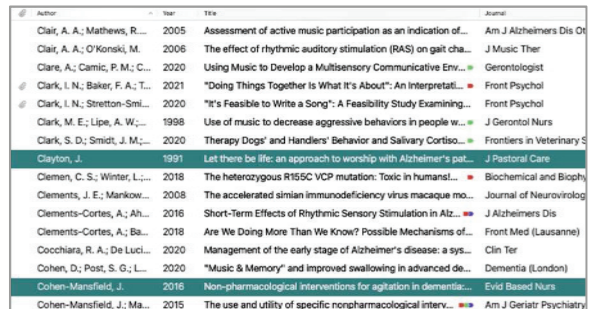 Author Year Title Journal
Clair, A. A.; Mathews, R.... 2005 Assessment of active music participation as an indication of... Am J Alzheimers Dis Ot
Clair, A. A.; O'Konski, M. 2006 The effect of rhythmic auditory stimulation (RAS) on gait cha... J Music Ther
Clare, A.; Camic, P. M.; C... 2020 Using Music to Develop a Multisensory Communicative Env... Gerontologist
Clark, I. N.; Baker, F. A.; T... 2021 "Doing Things Together Is What It's About": An Interpretati... Front Psychol
Clark, I. N.; Stretton-Smi... 2020 "It's Feasible to Write a Song": A Feasibility Study Examining... Front Psychol
Clark, M. E.; Lipe, A. W.;... 1998 Use of music to decrease aggressive behaviors in people w... J Gerontol Nurs
Clark, S. D.; Smidt, J. M.;... 2020 Therapy Dogs' and Handlers' Behavior and Salivary Cortiso... Frontiers in Veterinary S
Clayton, J. 1991 Let there be life: an approach to worship with Alzheimer's pat... J Pastoral Care
Clemen, C. S.; Winter, L.;... 2018 The heterozygous R155C VCP mutation: Toxic in humans!... Biochemical and Biophy
Clements, J. E.; Mankow... 2008 The accelerated simian immunodeficiency virus macaque mo... Journal of Neurovirolog
Clements-Cortes, A.; Ah... 2016 Short-Term Effects of Rhythmic Sensory Stimulation in Alz... J Alzheimers Dis
Clements-Cortes, A.; Ba... 2018 Are We Doing More Than We Know? Possible Mechanisms of... Front Med (Lausanne)
Cocchiara, R. A.; De Luci... 2020 Management of the early stage of Alzheimer's disease: a sys... Clin Ter
Cohen, D.; Post, S. G.; L... 2020 "Music & Memory" and improved swallowing in advanced de... Dementia (London)
Cohen-Mansfield, J. 2016 Non-pharmacological interventions for agitation in dementia:... Evid Based Nurs
Cohen-Mansfield, J.; Ma... 2015 The use and utility of specific nonpharmacological interv... Am J Geriatr Psychiatry